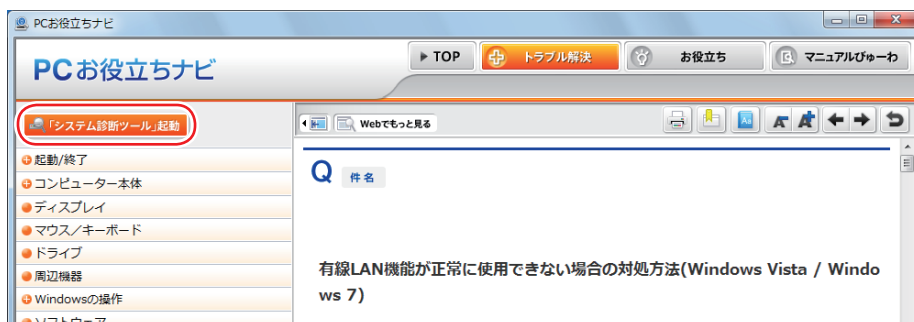 PCお役立ちナビ
PCお役立ちナビ
TOP
トラブル解決
お役立ち
マニュアルびゅーわ
「システム診断ツール」起動
Webでもっと見る
起動/終了
コンピューター本体
ディスプレイ
マウス/キーボード
ドライブ
周辺機器
Windowsの操作
ソフトウェア
Q 件名
有線LAN機能が正常に使用できない場合の対処方法(Windows Vista / Windo
ws 7)